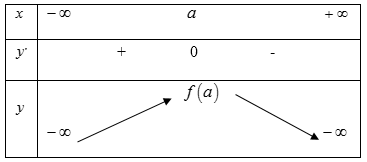 x −∞ a +∞
y' + 0 -
f(a)
y
−∞ −∞